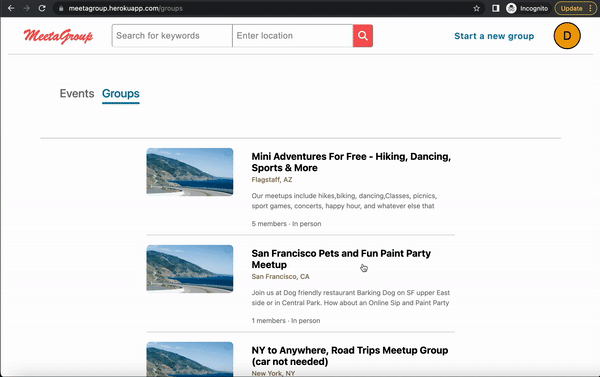 meetagroup.herokuapp.com/groups
Incognito
Update
MeetaGroup
Search for keywords
Enter location
Start a new group
D
Events
Groups
Mini Adventures For Free - Hiking, Dancing,
Sports & More
Flagstaff, AZ
Our meetups include hikes,biking, dancing,Classes, picnics,
sport games, concerts, happy hour, and whatever else that
5 members · In person
San Francisco Pets and Fun Paint Party
Meetup
San Francisco, CA
Join us at Dog friendly restaurant Barking Dog on SF upper East
side or in Central Park. How about an Online Sip and Paint Party
1 members · In person
NY to Anywhere, Road Trips Meetup Group
(car not needed)
New York, NY